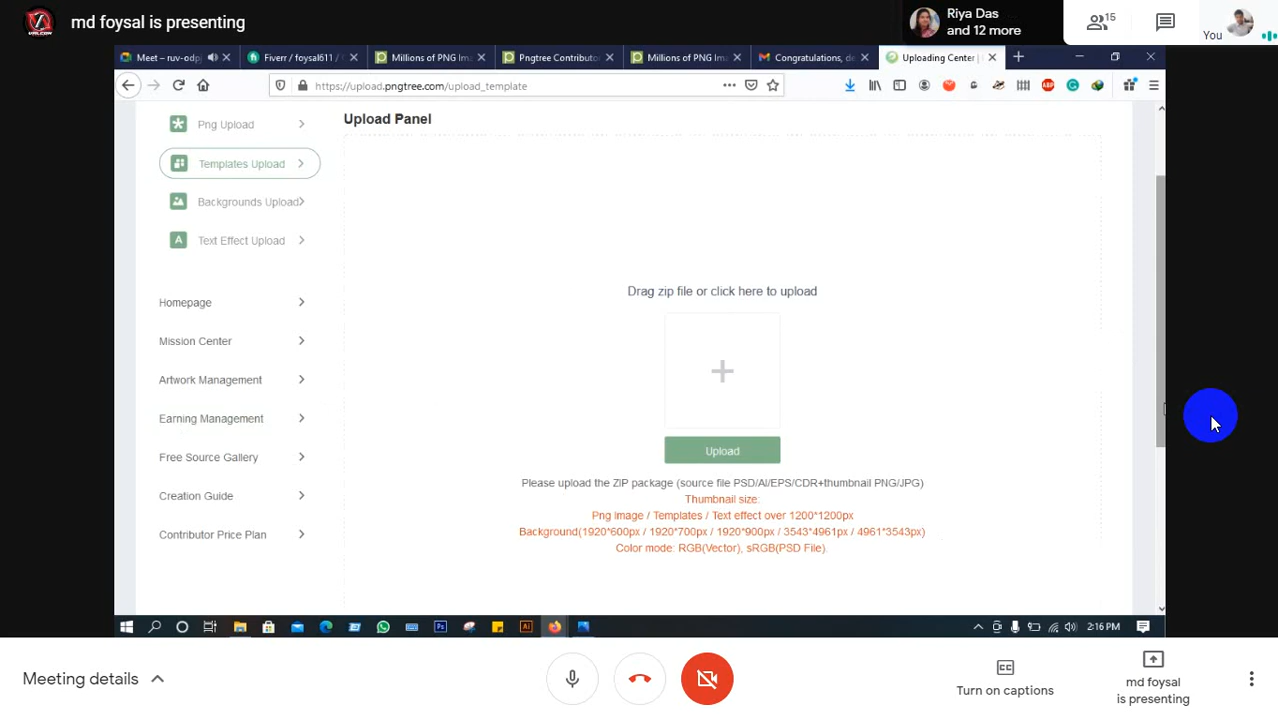 md foysal is presenting
Riya Das
and 12 more
15
You
Meet – ruv-odpj
Fiverr / foysal611 / G
Millions of PNG Ima
Pngtree Contributo
Millions of PNG Ima
Congratulations, de
Uploading Center |
https://upload.pngtree.com/upload_template
Png Upload
Templates Upload
Backgrounds Upload
Text Effect Upload
Homepage
Mission Center
Artwork Management
Earning Management
Free Source Gallery
Creation Guide
Contributor Price Plan
Upload Panel
Drag zip file or click here to upload
Upload
Please upload the ZIP package (source file PSD/AI/EPS/CDR+thumbnail PNG/JPG)
Thumbnail size:
Png Image / Templates / Text effect over 1200*1200px
Background(1920*600px / 1920*700px / 1920*900px / 3543*4961px / 4961*3543px)
Color mode: RGB(Vector), sRGB(PSD File).
2:16 PM
Meeting details
Turn on captions
md foysal
is presenting